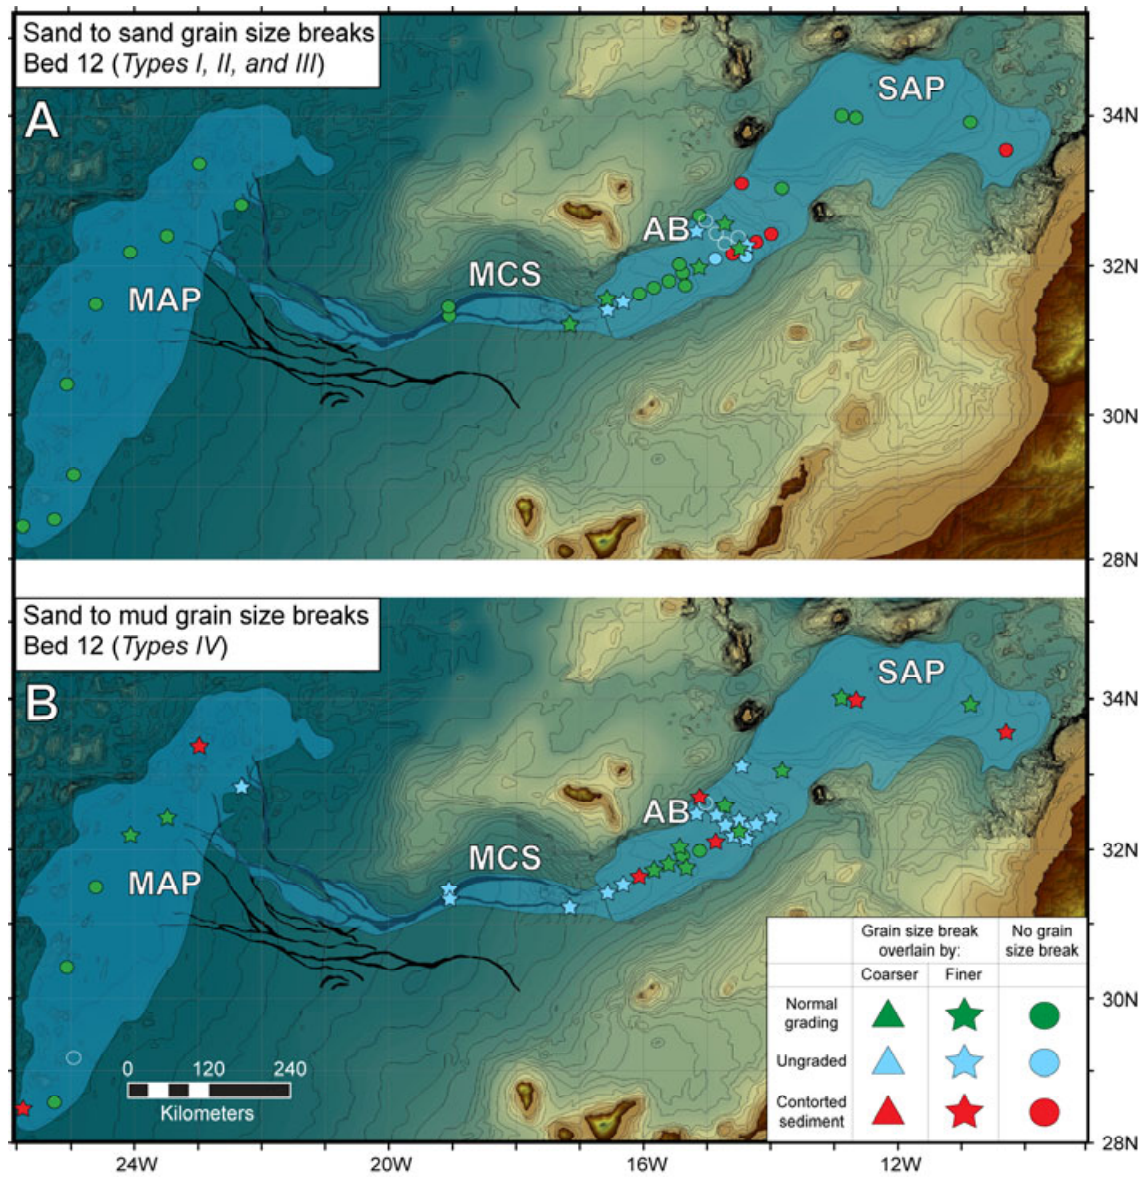 Sand to sand grain size breaks
Bed 12 (Types I, II, and III)
A
SAP
AB
MCS
MAP
34N
32N
30N
28N
Sand to mud grain size breaks
Bed 12 (Types IV)
B
SAP
AB
MCS
MAP
34N
32N
30N
28N
0 120 240
Kilometers
Grain size break
overlain by:
No grain
size break
Coarser
Finer
Normal
grading
Ungraded
Contorted
sediment
24W
20W
16W
12W